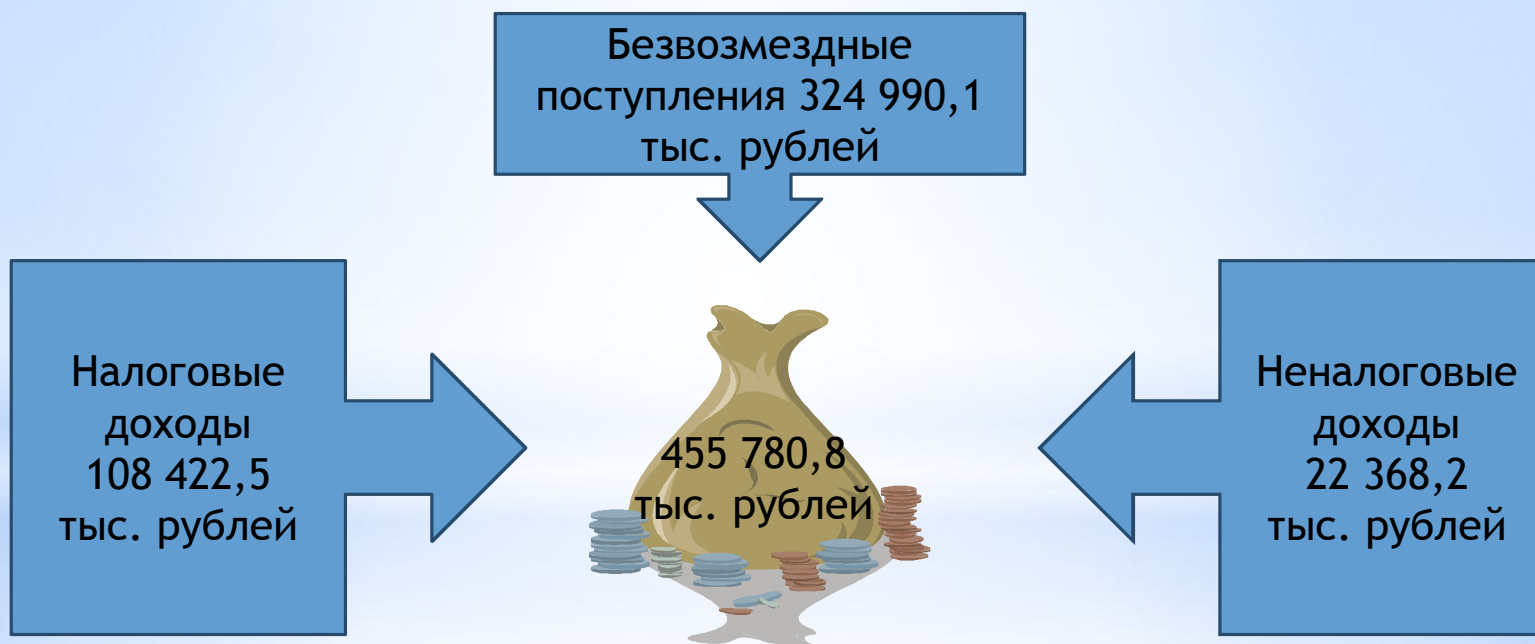 Безвозмездные
поступления 324 990,1
тыс. рублей
Налоговые
доходы
108 422,5
тыс. рублей
455 780,8
тыс. рублей
Неналоговые
доходы
22 368,2
тыс. рублей